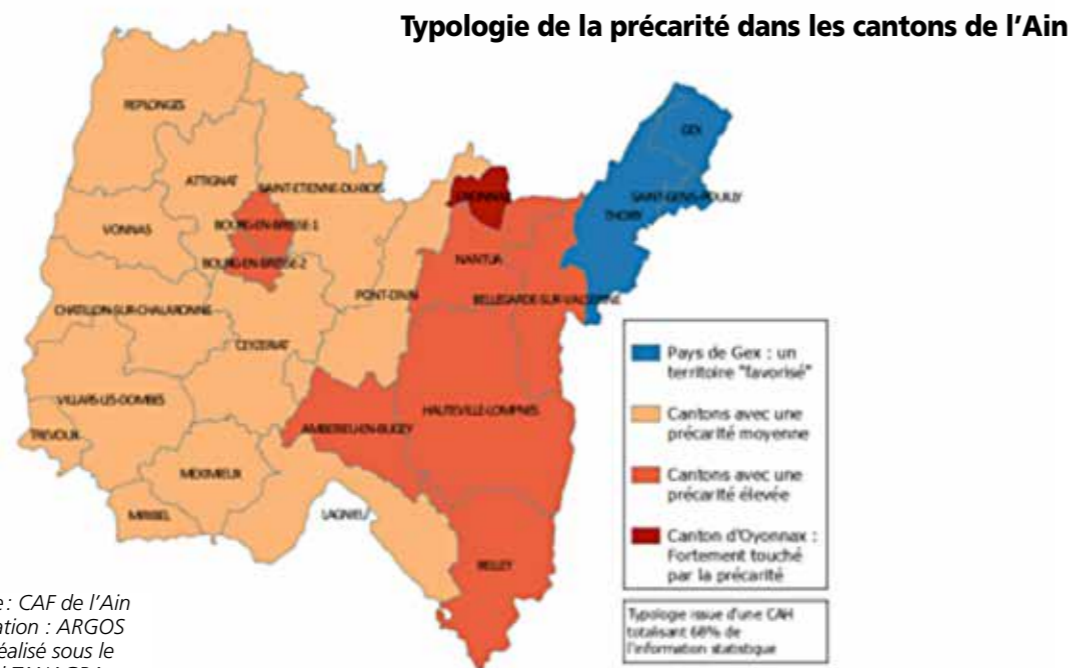 Typologie de la précarité dans les cantons de l'Ain
REPLONGES
GEX
ATTIGNAT
SAINT-ETIENNE-DU-BOIS
OYONNAX
SAINT-GENIS-POUILLY
THOIRY
VONNAS
BOURG-EN-BRESSE-1
BOURG-EN-BRESSE-2
NANTUA
PONT-D'AIN
BELLEGARDE-SUR-VALSERINE
CHATILLON-SUR-CHALARONNE
CEYZERIAT
VILLARS-LES-DOMBES
HAUTEVILLE-LOMPNES
TREVOUX
AMBERIEU-EN-BUGEY
MEXIMIEUX
MIRIBEL
LAGNIEU
BELLEY
Pays de Gex : un
territoire "favorisé"
Cantons avec une
précarité moyenne
Cantons avec une
précarité élevée
Canton d'Oyonnax :
Fortement touché
par la précarité
Typologie issue d'une CAH
totalisant 68% de
l'information statistique
e : CAF de l'Ain
ation : ARGOS
éalisé sous le